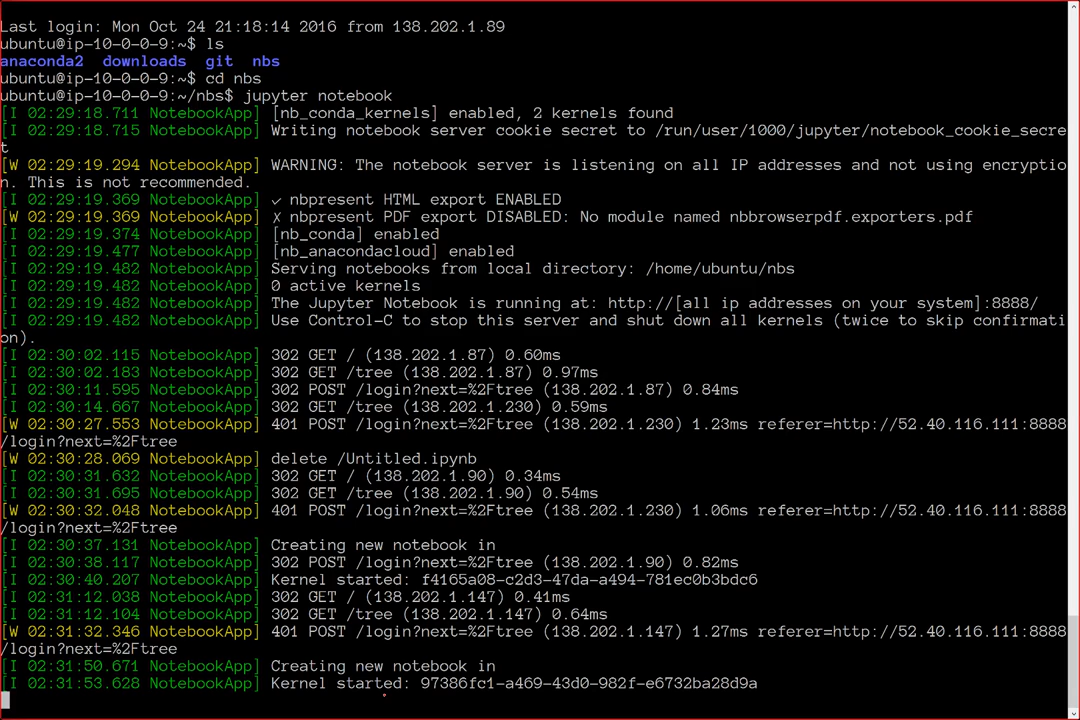 Last login: Mon Oct 24 21:18:14 2016 from 138.202.1.89
ubuntu@ip-10-0-0-9:~$ ls
anaconda2  downloads  git  nbs
ubuntu@ip-10-0-0-9:~$ cd nbs
ubuntu@ip-10-0-0-9:~/nbs$ jupyter notebook
[I 02:29:18.711 NotebookApp] [nb_conda_kernels] enabled, 2 kernels found
[I 02:29:18.715 NotebookApp] Writing notebook server cookie secret to /run/user/1000/jupyter/notebook_cookie_secre
t
[W 02:29:19.294 NotebookApp] WARNING: The notebook server is listening on all IP addresses and not using encryptio
n. This is not recommended.
[I 02:29:19.369 NotebookApp] ✓ nbpresent HTML export ENABLED
[W 02:29:19.369 NotebookApp] ✗ nbpresent PDF export DISABLED: No module named nbbrowserpdf.exporters.pdf
[I 02:29:19.374 NotebookApp] [nb_conda] enabled
[I 02:29:19.477 NotebookApp] [nb_anacondacloud] enabled
[I 02:29:19.482 NotebookApp] Serving notebooks from local directory: /home/ubuntu/nbs
[I 02:29:19.482 NotebookApp] 0 active kernels
[I 02:29:19.482 NotebookApp] The Jupyter Notebook is running at: http://[all ip addresses on your system]:8888/
[I 02:29:19.482 NotebookApp] Use Control-C to stop this server and shut down all kernels (twice to skip confirmati
on).
[I 02:30:02.115 NotebookApp] 302 GET / (138.202.1.87) 0.60ms
[I 02:30:02.183 NotebookApp] 302 GET /tree (138.202.1.87) 0.97ms
[I 02:30:11.595 NotebookApp] 302 POST /login?next=%2Ftree (138.202.1.87) 0.84ms
[I 02:30:14.667 NotebookApp] 302 GET /tree (138.202.1.230) 0.59ms
[W 02:30:27.553 NotebookApp] 401 POST /login?next=%2Ftree (138.202.1.230) 1.23ms referer=http://52.40.116.111:8888
/login?next=%2Ftree
[W 02:30:28.069 NotebookApp] delete /Untitled.ipynb
[I 02:30:31.632 NotebookApp] 302 GET / (138.202.1.90) 0.34ms
[I 02:30:31.695 NotebookApp] 302 GET /tree (138.202.1.90) 0.54ms
[W 02:30:32.048 NotebookApp] 401 POST /login?next=%2Ftree (138.202.1.230) 1.06ms referer=http://52.40.116.111:8888
/login?next=%2Ftree
[I 02:30:37.131 NotebookApp] Creating new notebook in
[I 02:30:38.117 NotebookApp] 302 POST /login?next=%2Ftree (138.202.1.90) 0.82ms
[I 02:30:40.207 NotebookApp] Kernel started: f4165a08-c2d3-47da-a494-781ec0b3bdc6
[I 02:31:12.038 NotebookApp] 302 GET / (138.202.1.147) 0.41ms
[I 02:31:12.104 NotebookApp] 302 GET /tree (138.202.1.147) 0.64ms
[W 02:31:32.346 NotebookApp] 401 POST /login?next=%2Ftree (138.202.1.147) 1.27ms referer=http://52.40.116.111:8888
/login?next=%2Ftree
[I 02:31:50.671 NotebookApp] Creating new notebook in
[I 02:31:53.628 NotebookApp] Kernel started: 97386fc1-a469-43d0-982f-e6732ba28d9a